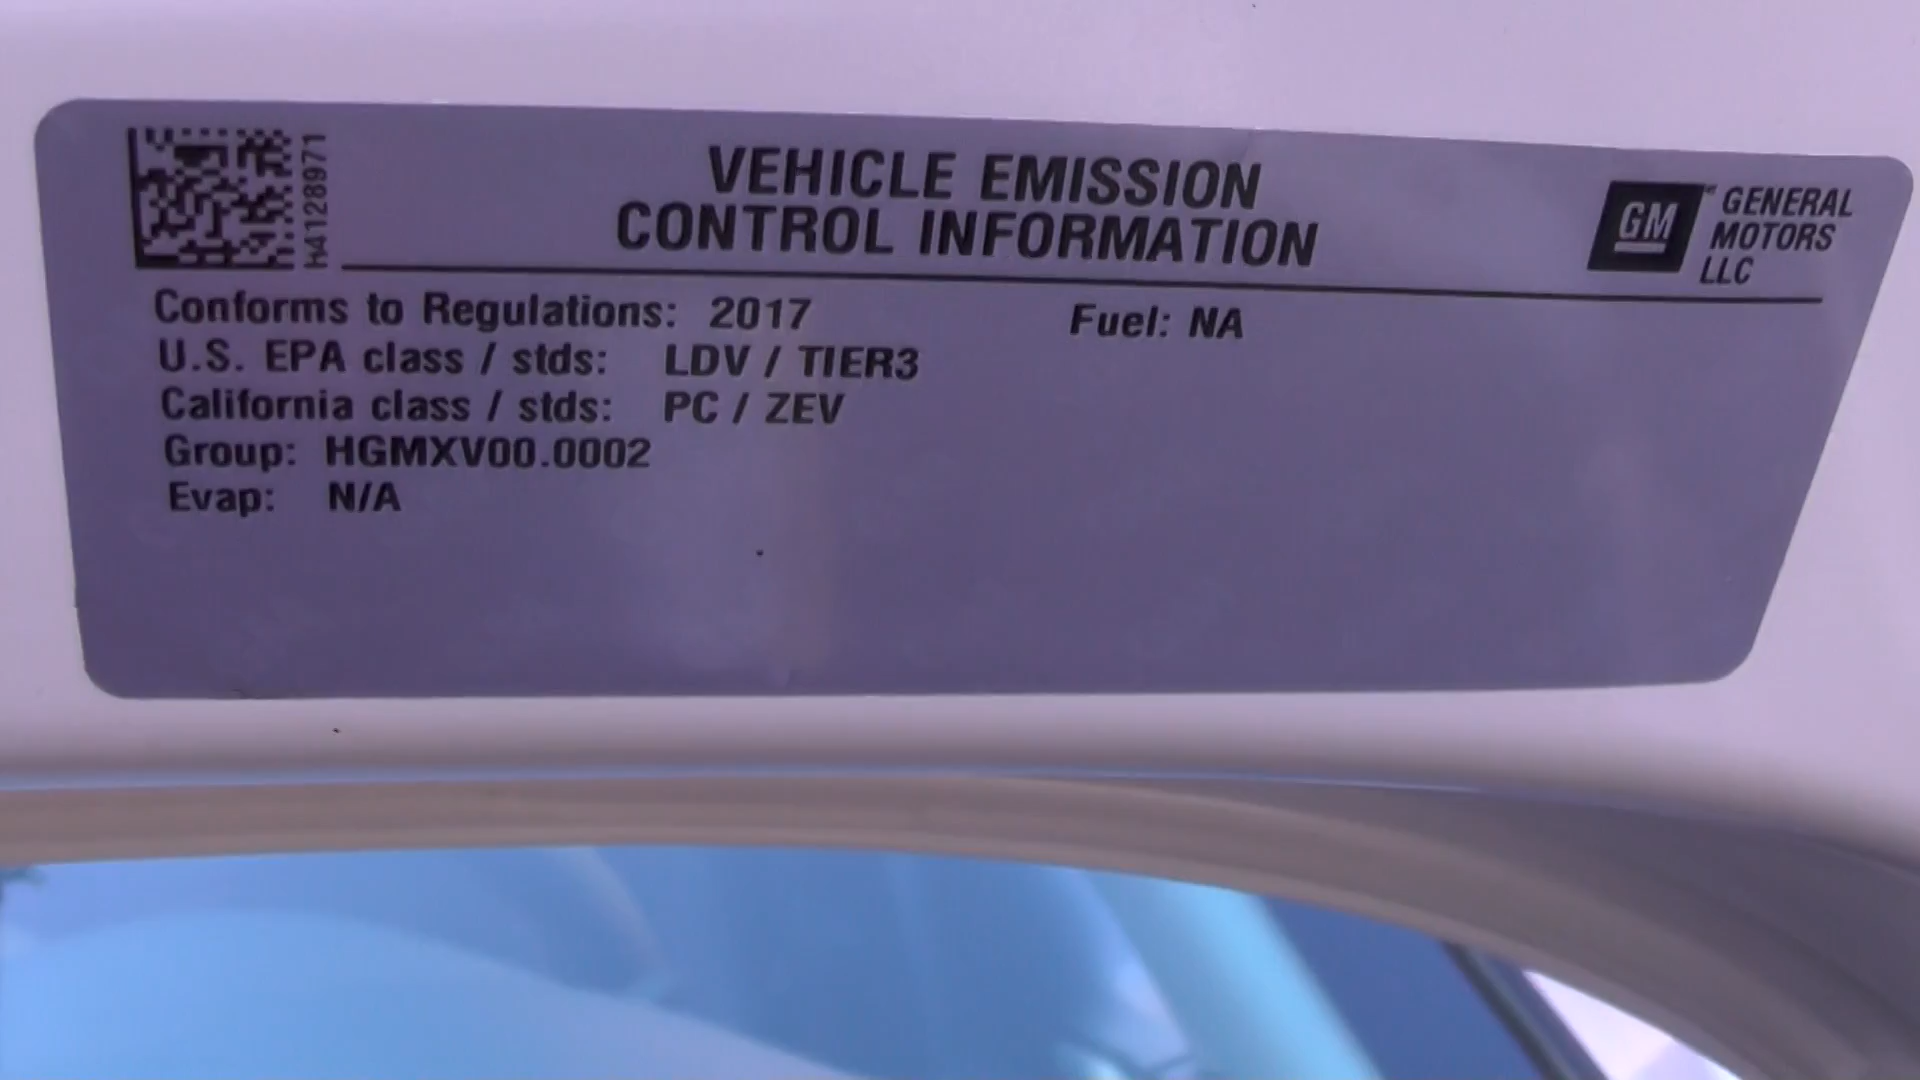 H4128971
VEHICLE EMISSION
CONTROL INFORMATION
GM
GENERAL
MOTORS
LLC
Conforms to Regulations: 2017 Fuel: NA
U.S. EPA class / stds: LDV / TIER3
California class / stds: PC / ZEV
Group: HGMXV00.0002
Evap: N/A